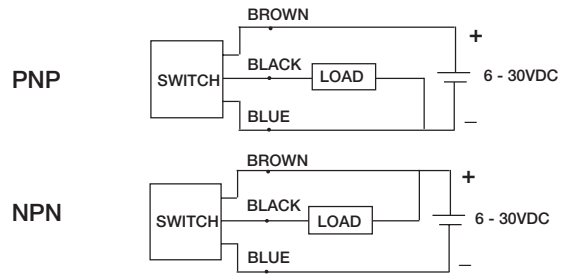 BROWN
+
BLACK
PNP
SWITCH
LOAD
6 - 30VDC
BLUE
–
BROWN
+
BLACK
NPN
SWITCH
LOAD
6 - 30VDC
BLUE
–